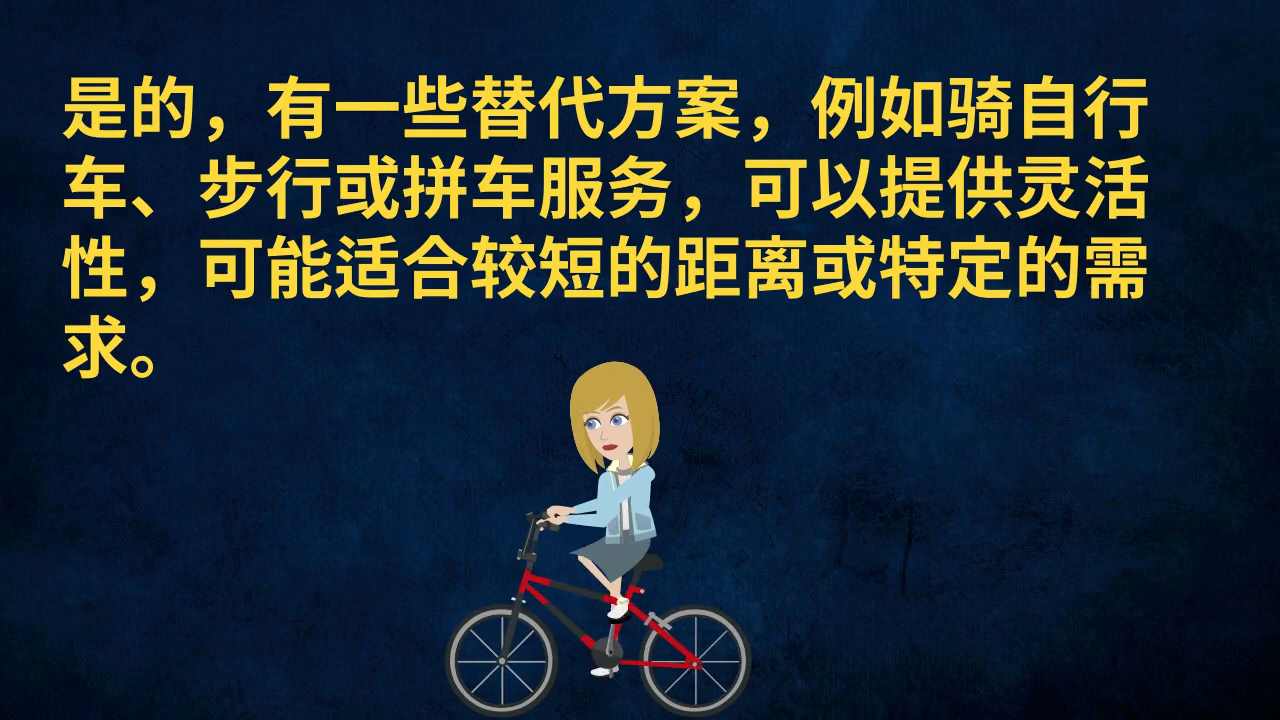 是的，有一些替代方案，例如骑自行
车、步行或拼车服务，可以提供灵活
性，可能适合较短的距离或特定的需
求。